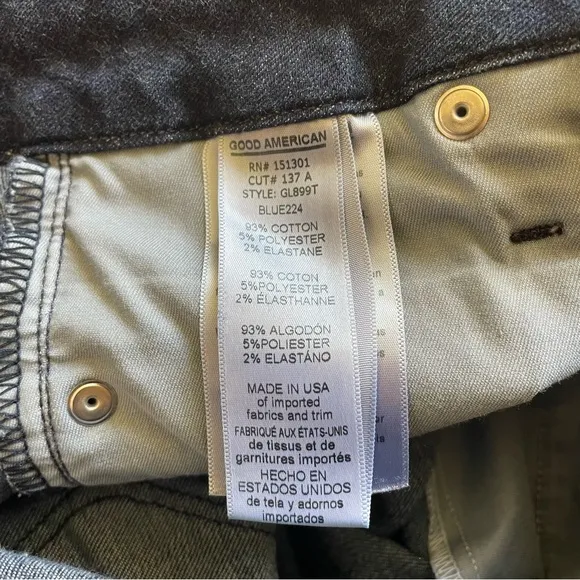 GOOD AMERICAN
RN# 151301
CUT# 137 A
STYLE: GL899T
BLUE224
93% COTTON
5% POLYESTER
2% ELASTANE
93% COTON
5%POLYESTER
2% ÉLASTHANNE
93% ALGODÓN
5%POLIESTER
2% ELASTÁNO
MADE IN USA
of imported
fabrics and trim
FABRIQUÉ AUX ÉTATS-UNIS
de tissus et de
garnitures importés
HECHO EN
ESTADOS UNIDOS
de tela y adornos
importados